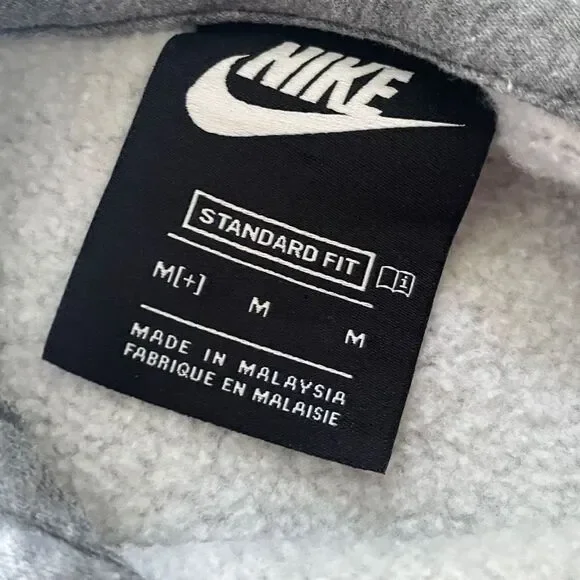 NIKE
STANDARD FIT
M[+] M M
MADE IN MALAYSIA
FABRIQUE EN MALAISIE